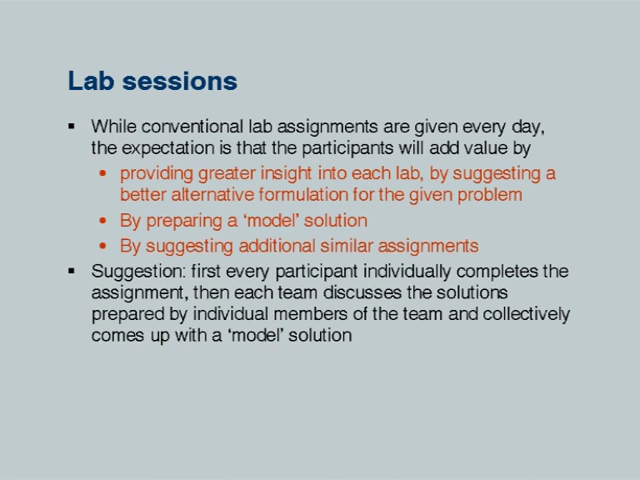 Lab sessions
▪ While conventional lab assignments are given every day,
the expectation is that the participants will add value by
• providing greater insight into each lab, by suggesting a
better alternative formulation for the given problem
• By preparing a ‘model’ solution
• By suggesting additional similar assignments
▪ Suggestion: first every participant individually completes the
assignment, then each team discusses the solutions
prepared by individual members of the team and collectively
comes up with a ‘model’ solution